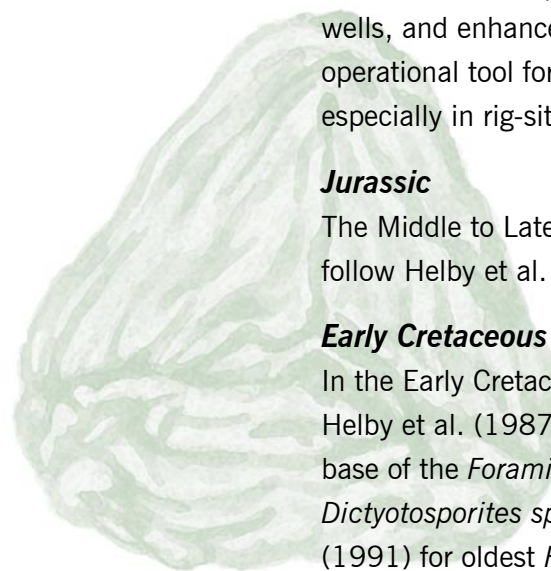 wells, and enhance
operational tool for
especially in rig-sit
Jurassic
The Middle to Late
follow Helby et al.
Early Cretaceous
In the Early Cretac
Helby et al. (1987
base of the Forami
Dictyotosporites sp
(1991) for oldest